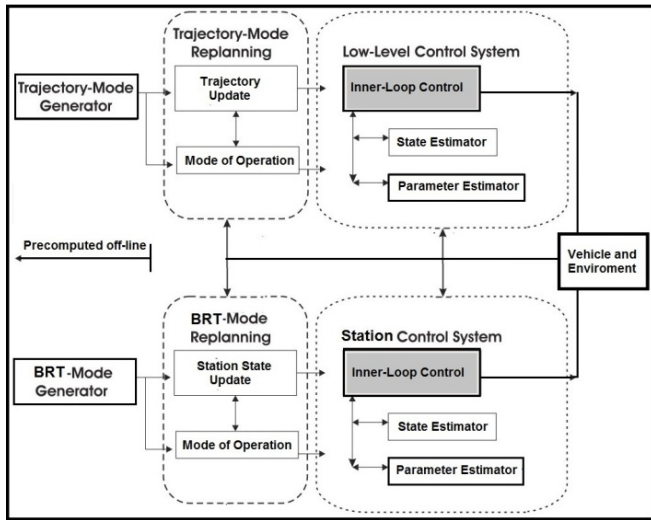 Trajectory-Mode
Replanning
Low-Level Control System
Trajectory-Mode
Generator
Trajectory
Update
Inner-Loop Control
State Estimator
Mode of Operation
Parameter Estimator
Precomputed off-line
Vehicle and
Enviroment
BRT-Mode
Replanning
Station Control System
BRT-Mode
Generator
Station State
Update
Inner-Loop Control
State Estimator
Mode of Operation
Parameter Estimator